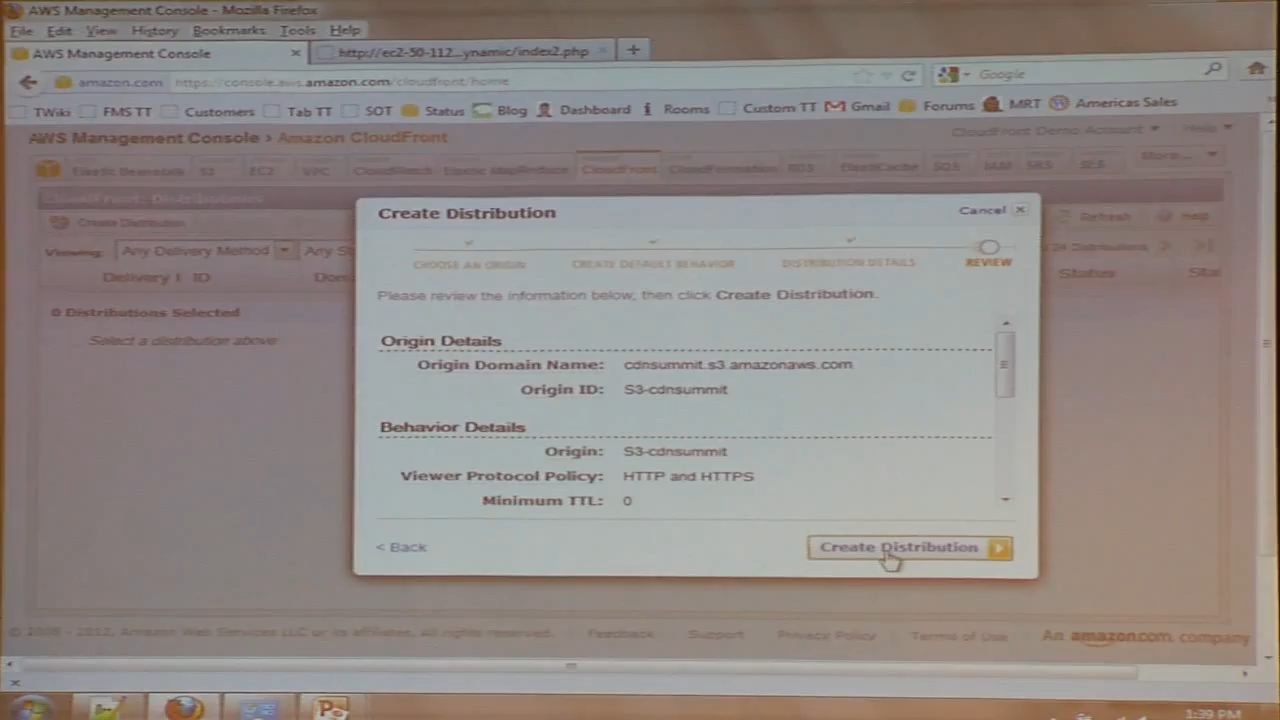 AWS Management Console - Mozilla Firefox
File Edit View History Bookmarks Tools Help
AWS Management Console × http://ec2-50-112...ynamic/index2.php × +
amazon.com https://console.aws.amazon.com/cloudfront/home Google
TWiki FMS TT Customers Tab TT SOT Status Blog Dashboard Rooms Custom TT Gmail Forums MRT Americas Sales
AWS Management Console > Amazon CloudFront CloudFront Demo Account Help
Elastic Beanstalk S3 EC2 VPC CloudWatch Elastic MapReduce CloudFront CloudFormation RDS ElastiCache SQS IAM SNS SES More...
CloudFront Distributions
Create Distribution Refresh Help
Viewing: Any Delivery Method Any Distributions
Delivery ID Status
0 Distributions Selected
Select a distribution above
Create Distribution Cancel ×
CHOOSE AN ORIGIN CREATE DEFAULT BEHAVIOR DISTRIBUTION DETAILS REVIEW
Please review the information below, then click Create Distribution.
Origin Details
Origin Domain Name: cdnsummit.s3.amazonaws.com
Origin ID: S3-cdnsummit
Behavior Details
Origin: S3-cdnsummit
Viewer Protocol Policy: HTTP and HTTPS
Minimum TTL: 0
< Back Create Distribution
© 2008 - 2012, Amazon Web Services LLC or its affiliates. All rights reserved. Feedback Support Privacy Policy Terms of Use An amazon.com company
1:39 PM